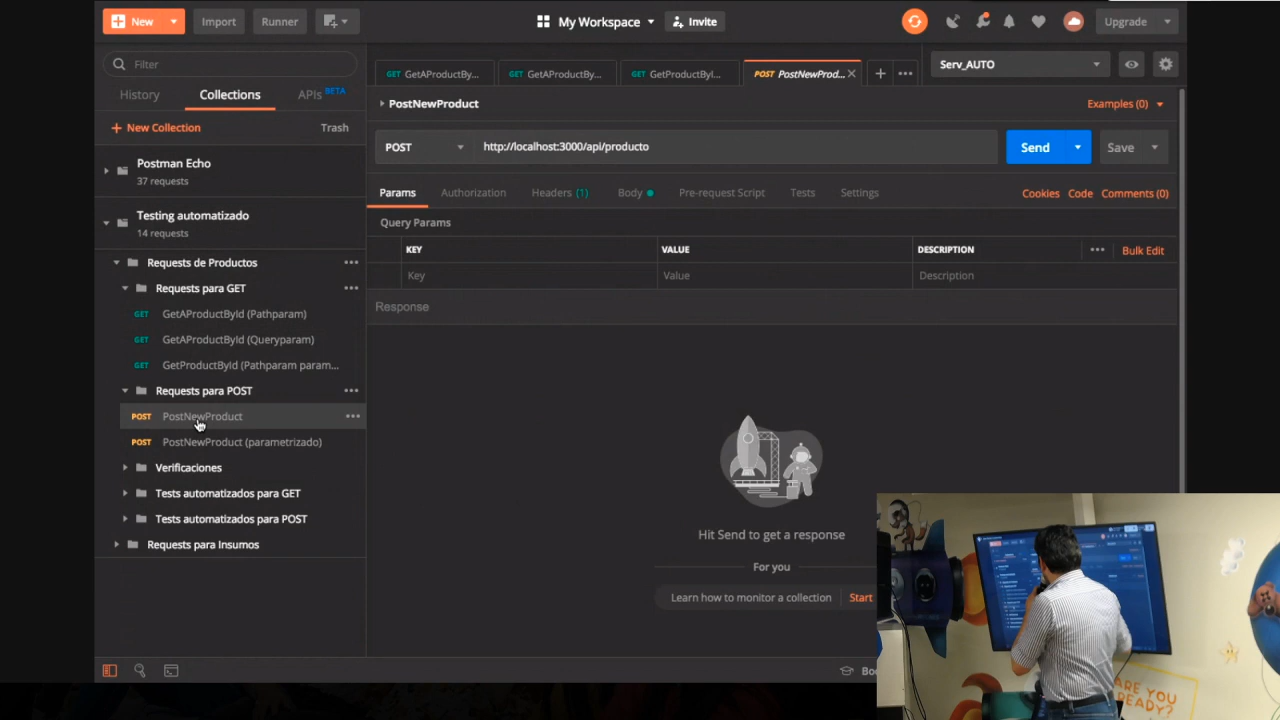 New Import Runner My Workspace Invite Upgrade
Filter
History Collections APIs BETA
New Collection Trash
Postman Echo
37 requests
Testing automatizado
14 requests
Requests de Productos
Requests para GET
GET GetAProductById (Pathparam)
GET GetAProductById (Queryparam)
GET GetProductById (Pathparam param...
Requests para POST
POST PostNewProduct
POST PostNewProduct (parametrizado)
Verificaciones
Tests automatizados para GET
Tests automatizados para POST
Requests para Insumos
GET GetAProductBy... GET GetAProductBy... GET GetProductByI... POST PostNewProd...
Serv_AUTO
PostNewProduct Examples (0)
POST http://localhost:3000/api/producto Send Save
Params Authorization Headers (1) Body Pre-request Script Tests Settings Cookies Code Comments (0)
Query Params
KEY VALUE DESCRIPTION Bulk Edit
Key Value Description
Response
Hit Send to get a response
For you
Learn how to monitor a collection Start
ARE YOU
READY?